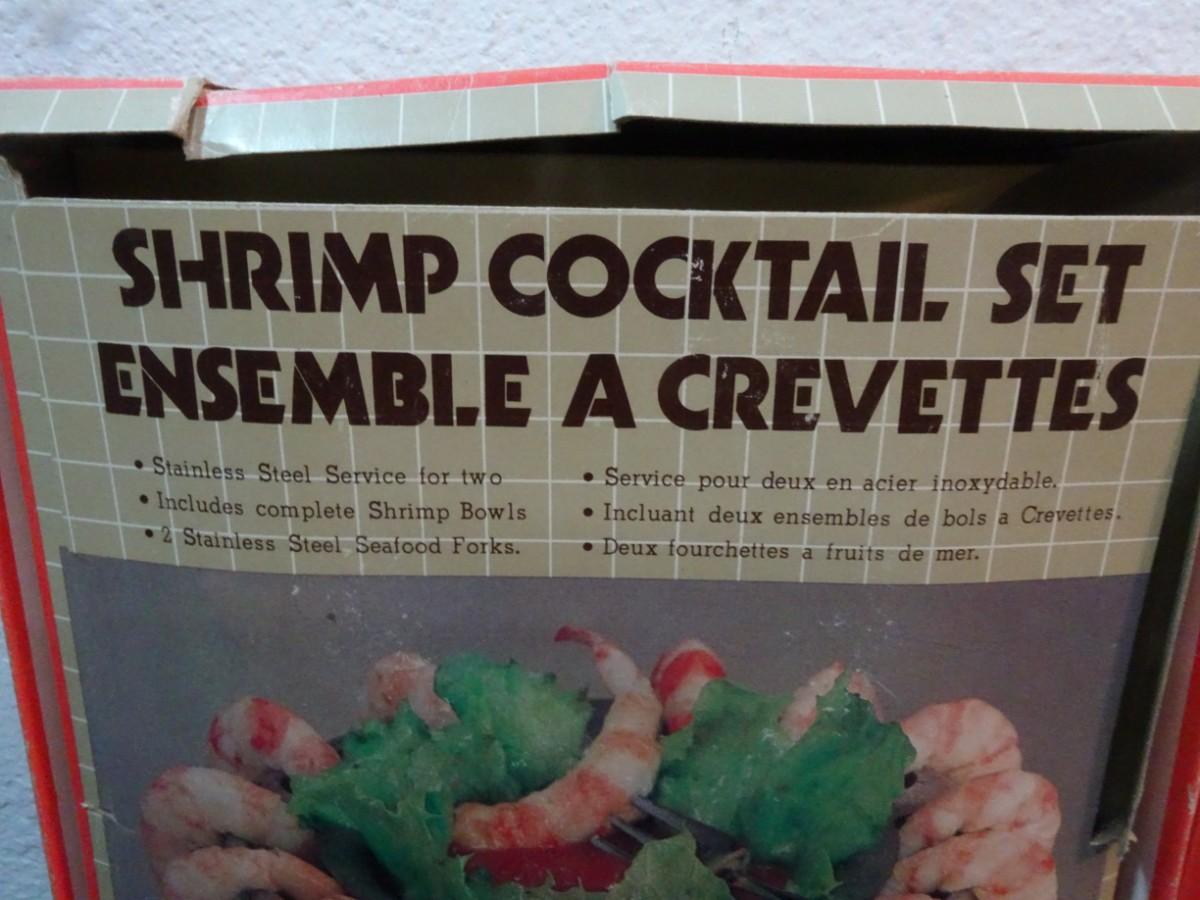 SHRIMP COCKTAIL SET
ENSEMBLE A CREVETTES
• Stainless Steel Service for two
• Includes complete Shrimp Bowls
• 2 Stainless Steel Seafood Forks.
• Service pour deux en acier inoxydable.
• Incluant deux ensembles de bols a Crevettes.
• Deux fourchettes a fruits de mer.